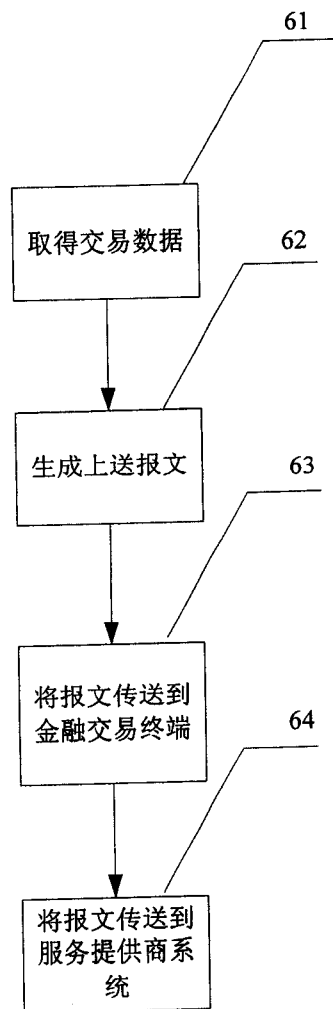 61
取得交易数据
62
生成上送报文
63
将报文传送到
金融交易终端
64
将报文传送到
服务提供商系
统